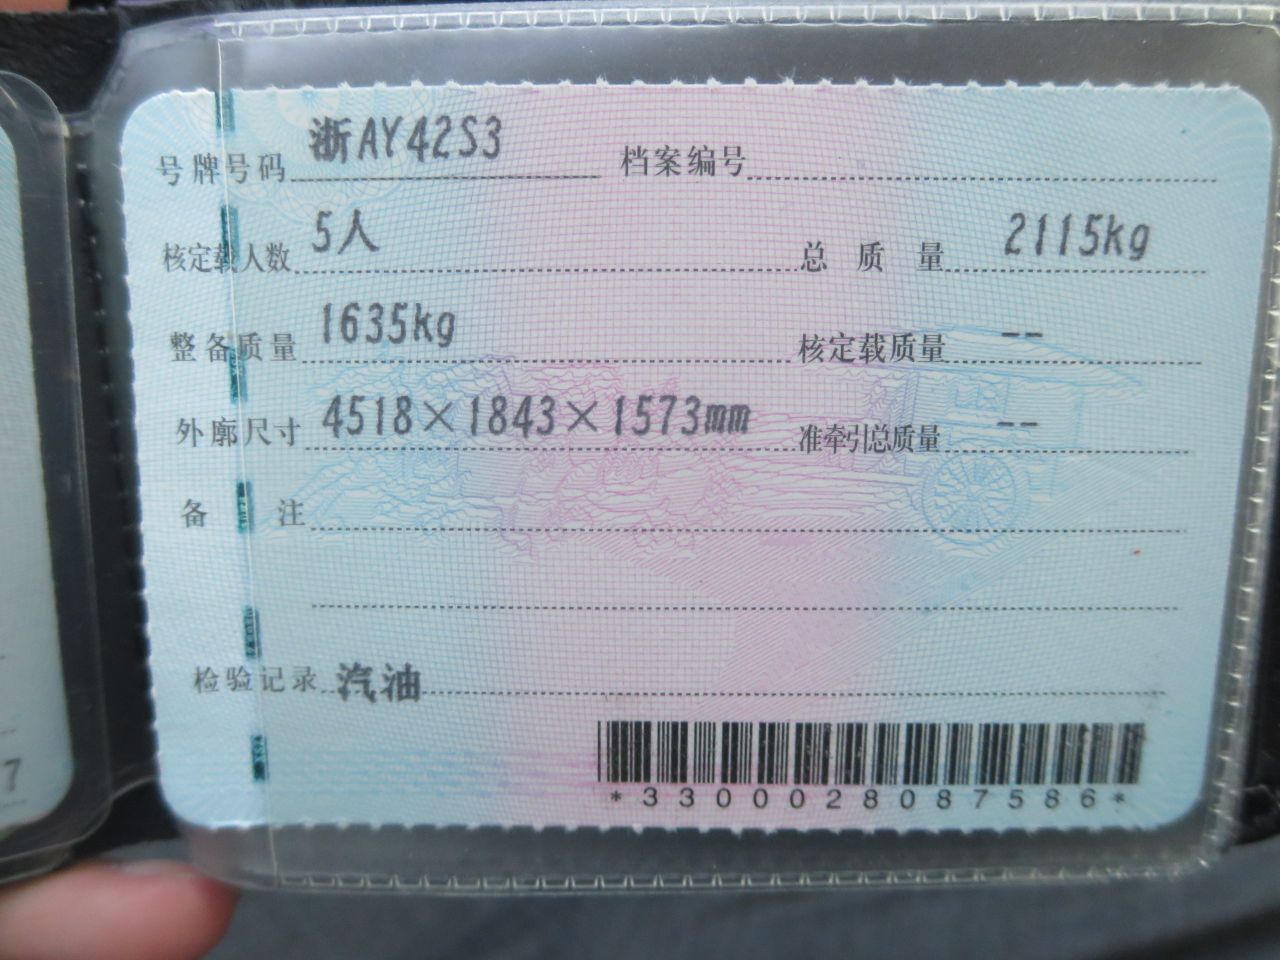 号牌号码 浙AY42S3 档案编号
核定载人数 5人 总质量 2115kg
整备质量 1635kg 核定载质量 --
外廓尺寸 4518×1843×1573mm 准牵引总质量 --
备注
检验记录 汽油
*3300028087586*
7